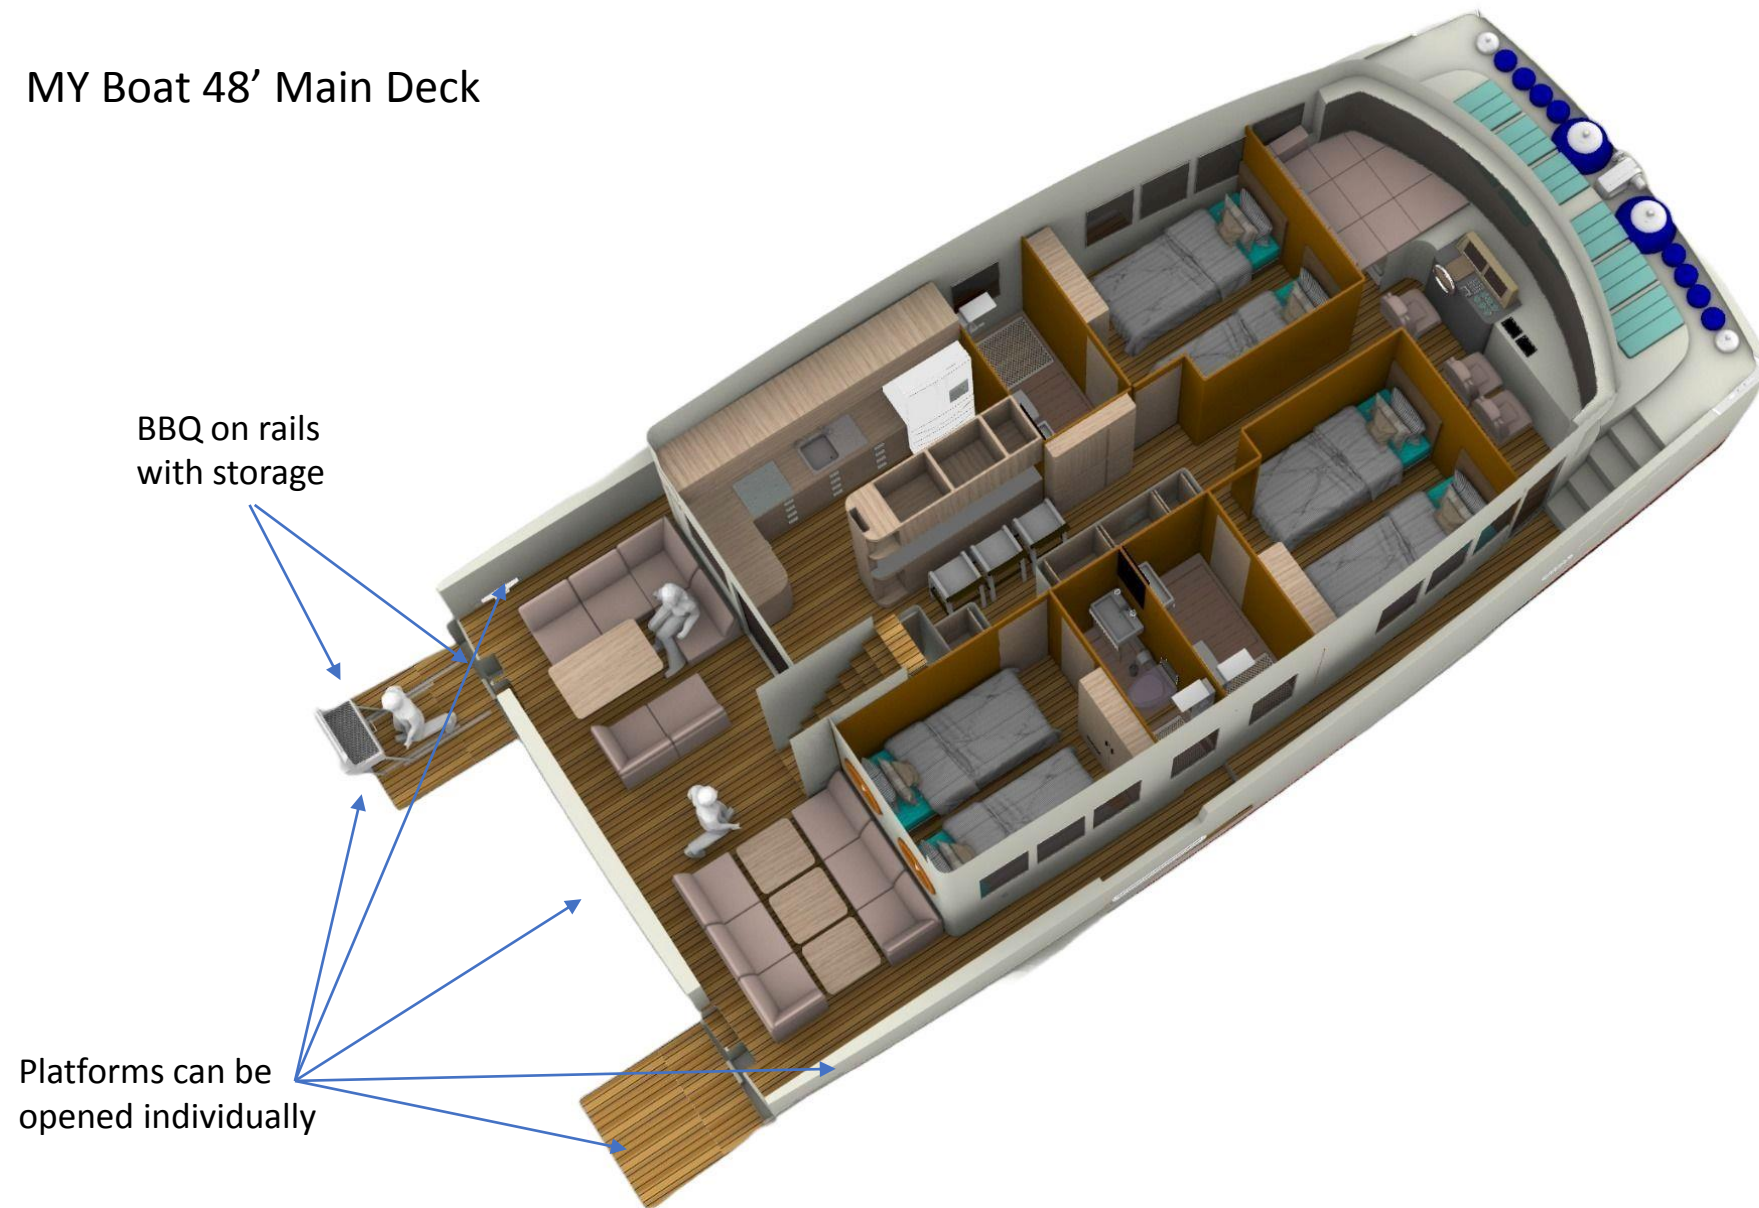 MY Boat 48’ Main Deck
BBQ on rails
with storage
Platforms can be
opened individually